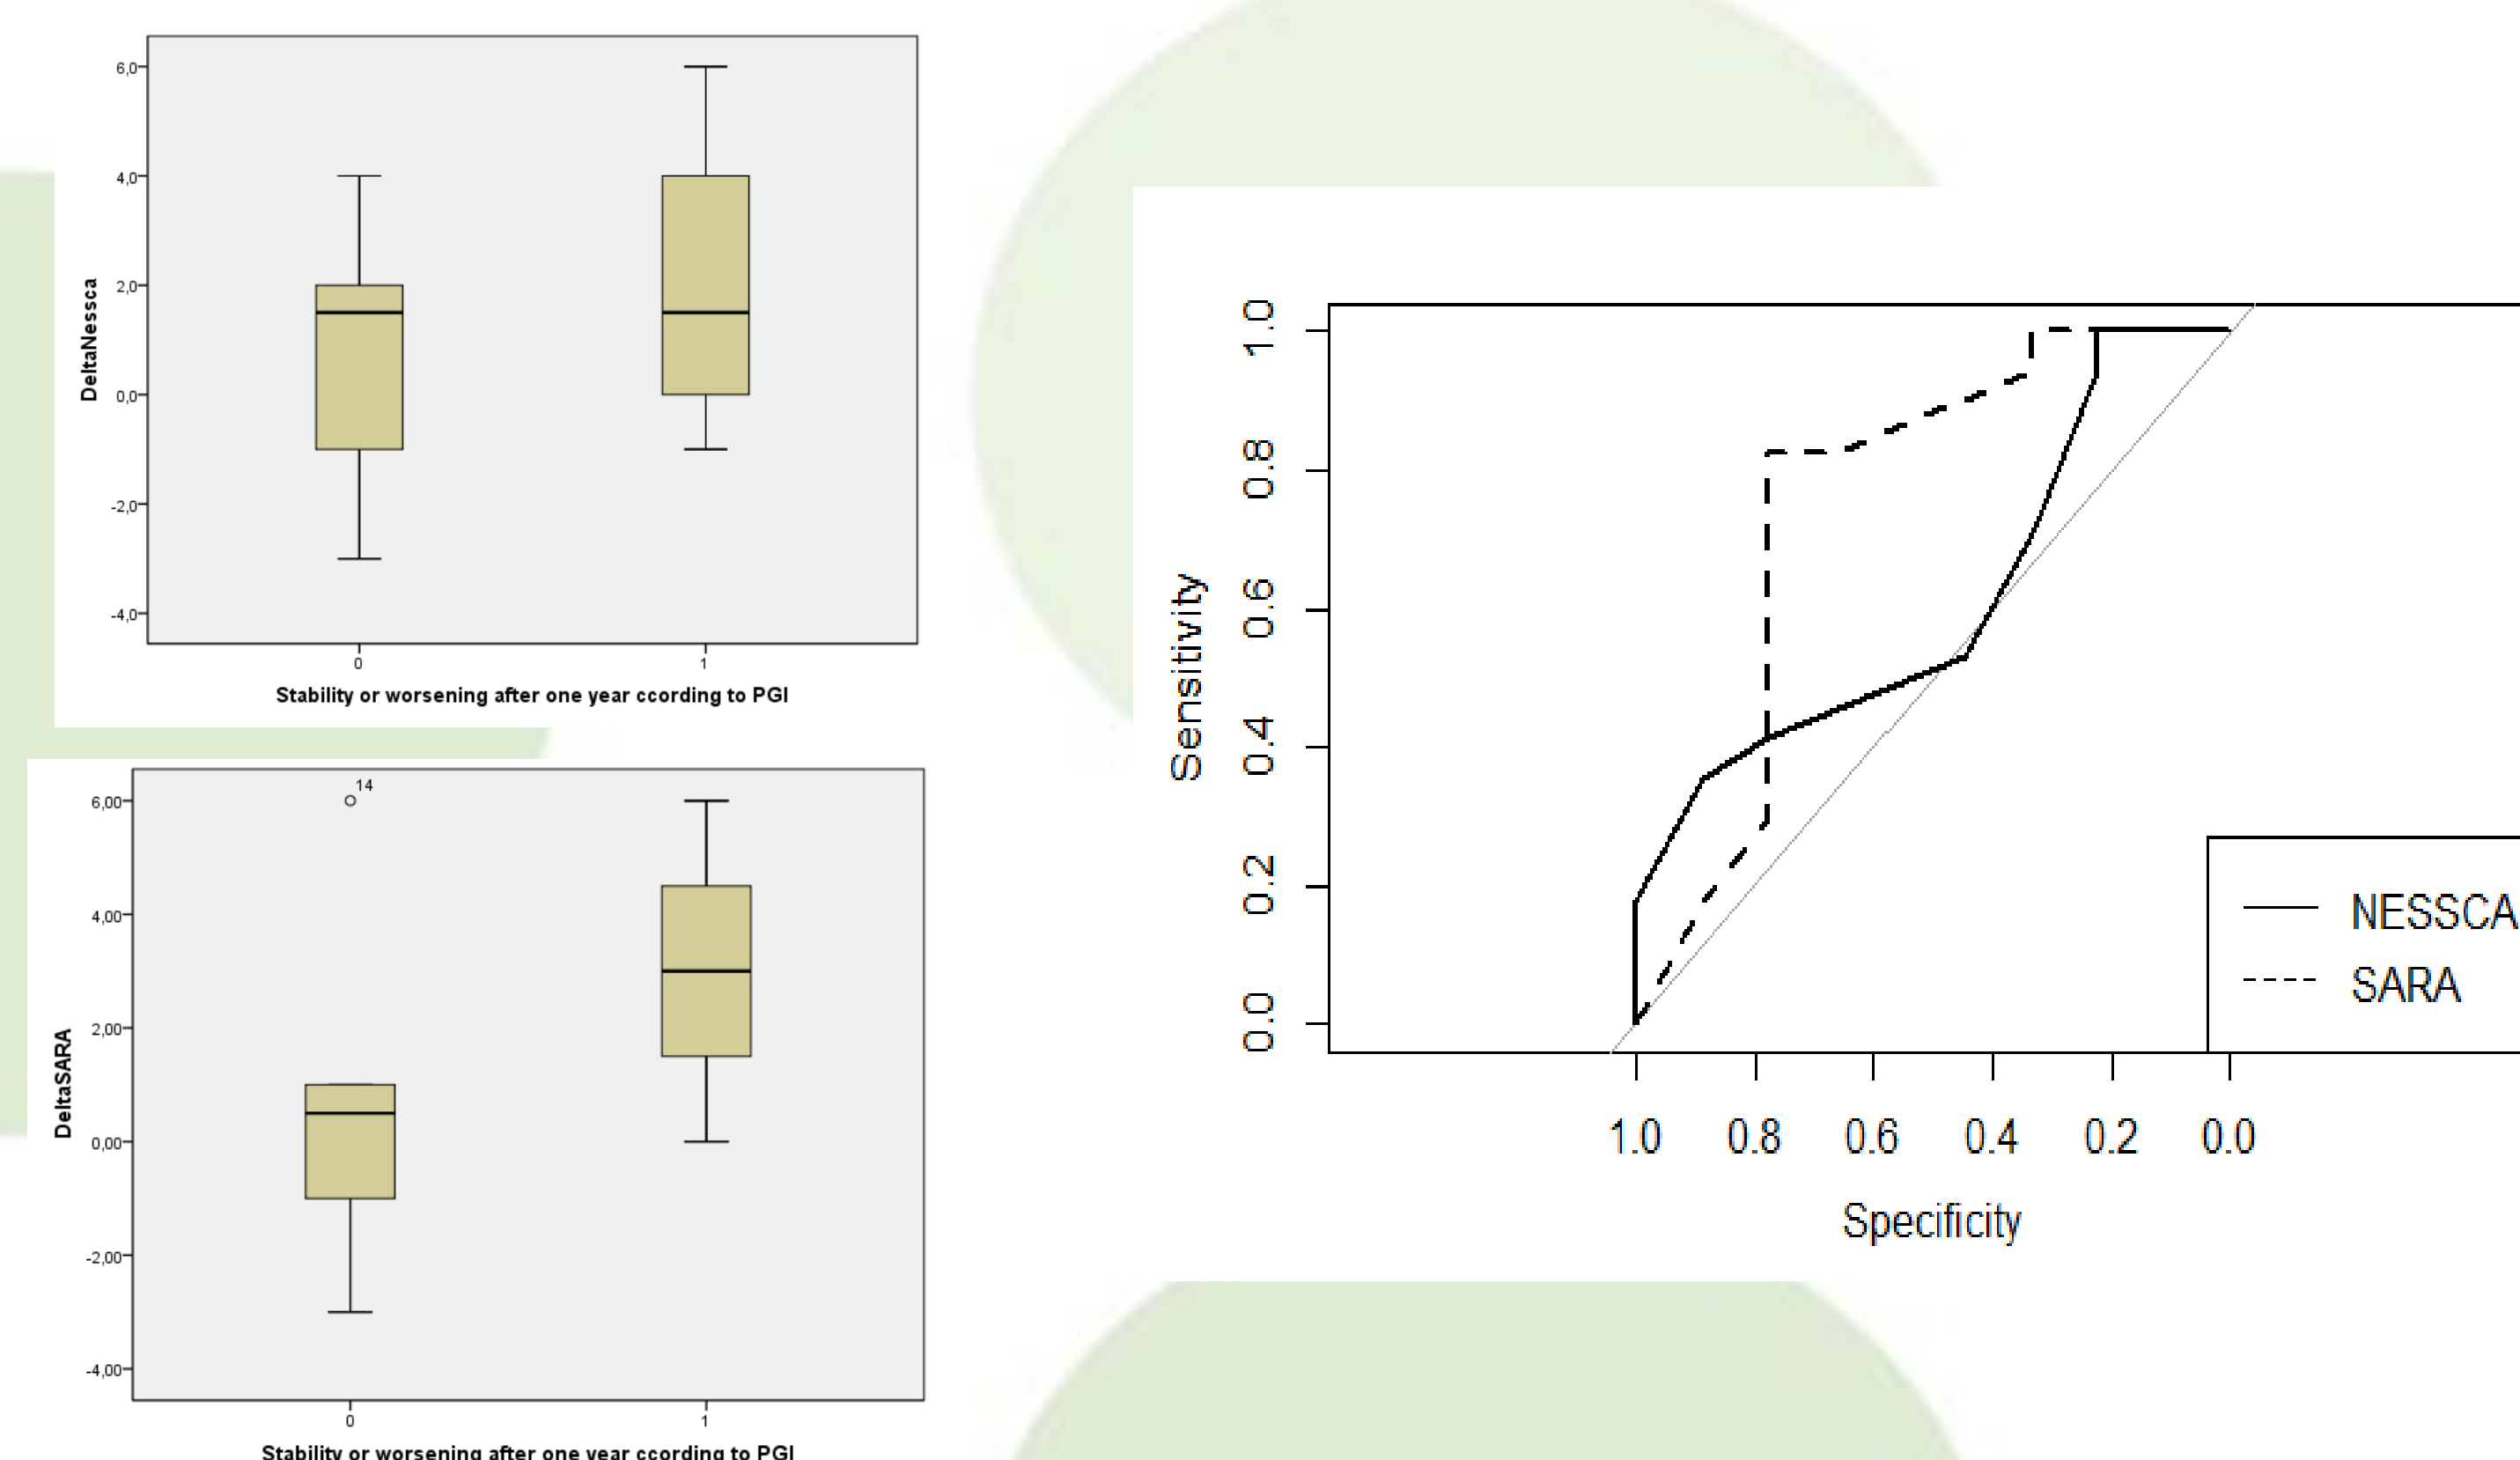 6,0
4,0
2,0
0,0
-2,0
-4,0
DeltaNessca
0
1
Stability or worsening after one year ccording to PGI
14
6,00
4,00
2,00
0,00
-2,00
-4,00
DeltaSARA
0
1
Stability or worsening after one year ccording to PGI
1.0
0.8
0.6
0.4
0.2
0.0
Sensitivity
NESSCA
SARA
1.0 0.8 0.6 0.4 0.2 0.0
Specificity